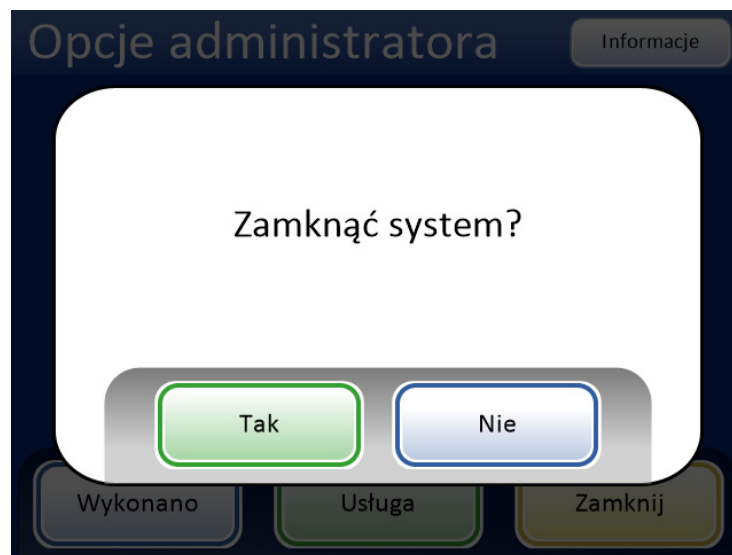 Opcje administratora
Informacje
Zamknąć system?
Tak
Nie
Wykonano
Usługa
Zamknij